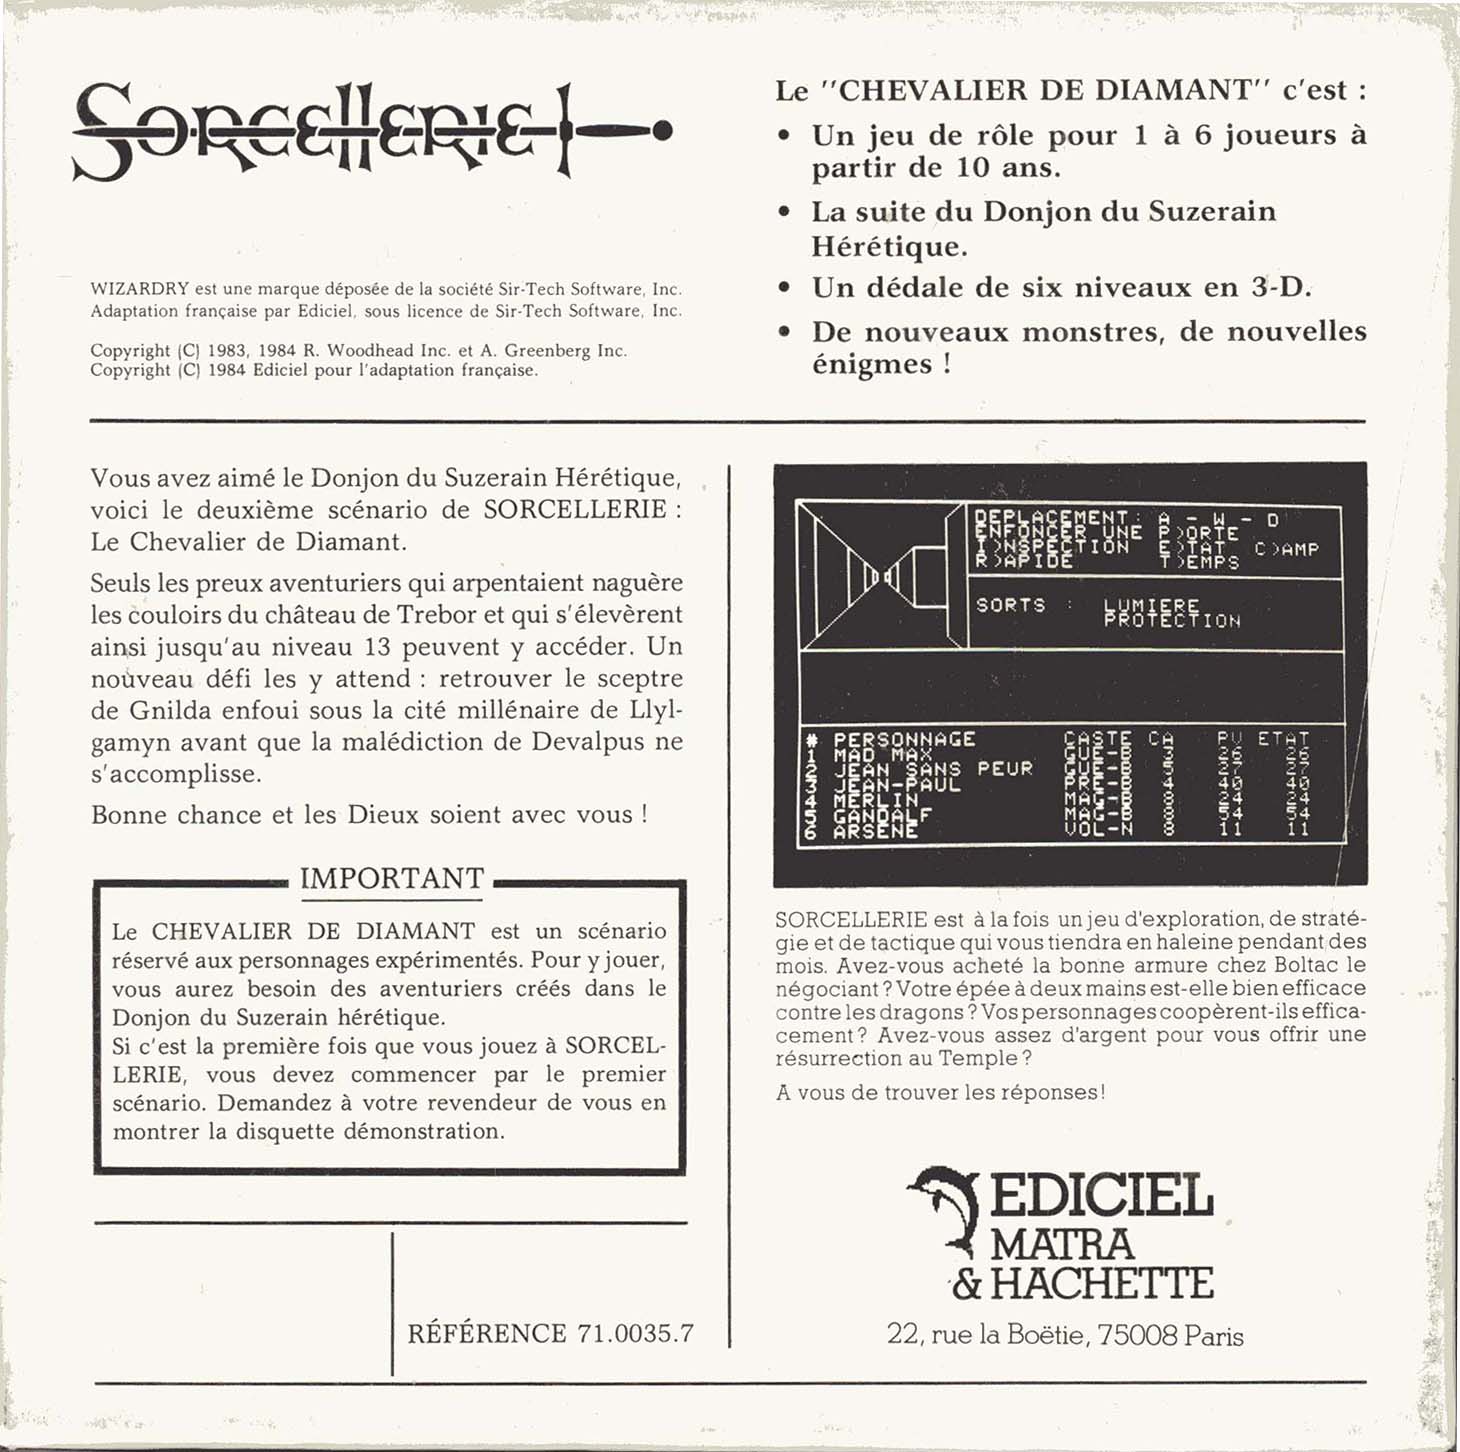 SORCELLERIE
WIZARDRY est une marque déposée de la société Sir-Tech Software, Inc.
Adaptation française par Ediciel, sous licence de Sir-Tech Software, Inc.
Copyright (C) 1983, 1984 R. Woodhead Inc. et A. Greenberg Inc.
Copyright (C) 1984 Ediciel pour l'adaptation française.
Le "CHEVALIER DE DIAMANT" c'est :
• Un jeu de rôle pour 1 à 6 joueurs à
partir de 10 ans.
• La suite du Donjon du Suzerain
Hérétique.
• Un dédale de six niveaux en 3-D.
• De nouveaux monstres, de nouvelles
énigmes !
Vous avez aimé le Donjon du Suzerain Hérétique,
voici le deuxième scénario de SORCELLERIE :
Le Chevalier de Diamant.
Seuls les preux aventuriers qui arpentaient naguère
les couloirs du château de Trebor et qui s'élevèrent
ainsi jusqu'au niveau 13 peuvent y accéder. Un
nouveau défi les y attend : retrouver le sceptre
de Gnilda enfoui sous la cité millénaire de Llyl-
gamyn avant que la malédiction de Devalpus ne
s'accomplisse.
Bonne chance et les Dieux soient avec vous !
IMPORTANT
Le CHEVALIER DE DIAMANT est un scénario
réservé aux personnages expérimentés. Pour y jouer,
vous aurez besoin des aventuriers créés dans le
Donjon du Suzerain hérétique.
Si c'est la première fois que vous jouez à SORCEL-
LERIE, vous devez commencer par le premier
scénario. Demandez à votre revendeur de vous en
montrer la disquette démonstration.
RÉFÉRENCE 71.0035.7
DEPLACEMENT : A - W - D
ENFONCER UNE P)ORTE
I)NSPECTION E)TAT C)AMP
R)APIDE T)EMPS
SORTS : LUMIERE
PROTECTION
# PERSONNAGE CASTE CA PV ETAT
1 MAD MAX GUE-B 3 26 26
2 JEAN SANS PEUR GUE-B 5 27 27
3 JEAN-PAUL PRE-B 4 40 40
4 MERLIN MAG-B 8 24 24
5 GANDALF MAG-B 8 54 54
6 ARSENE VOL-N 8 11 11
SORCELLERIE est à la fois un jeu d'exploration, de straté-
gie et de tactique qui vous tiendra en haleine pendant des
mois. Avez-vous acheté la bonne armure chez Boltac le
négociant ? Votre épée à deux mains est-elle bien efficace
contre les dragons ? Vos personnages coopèrent-ils effica-
cement ? Avez-vous assez d'argent pour vous offrir une
résurrection au Temple ?
A vous de trouver les réponses !
EDICIEL
MATRA
& HACHETTE
22, rue la Boëtie, 75008 Paris